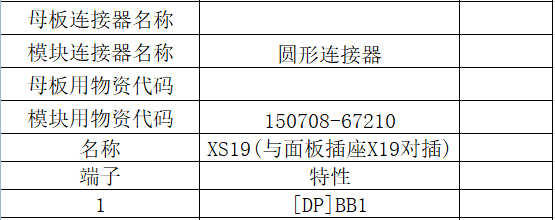 母板连接器名称
模块连接器名称 圆形连接器
母板用物资代码
模块用物资代码 150708-67210
名称 XS19(与面板插座X19对插)
端子 特性
1 [DP]BB1